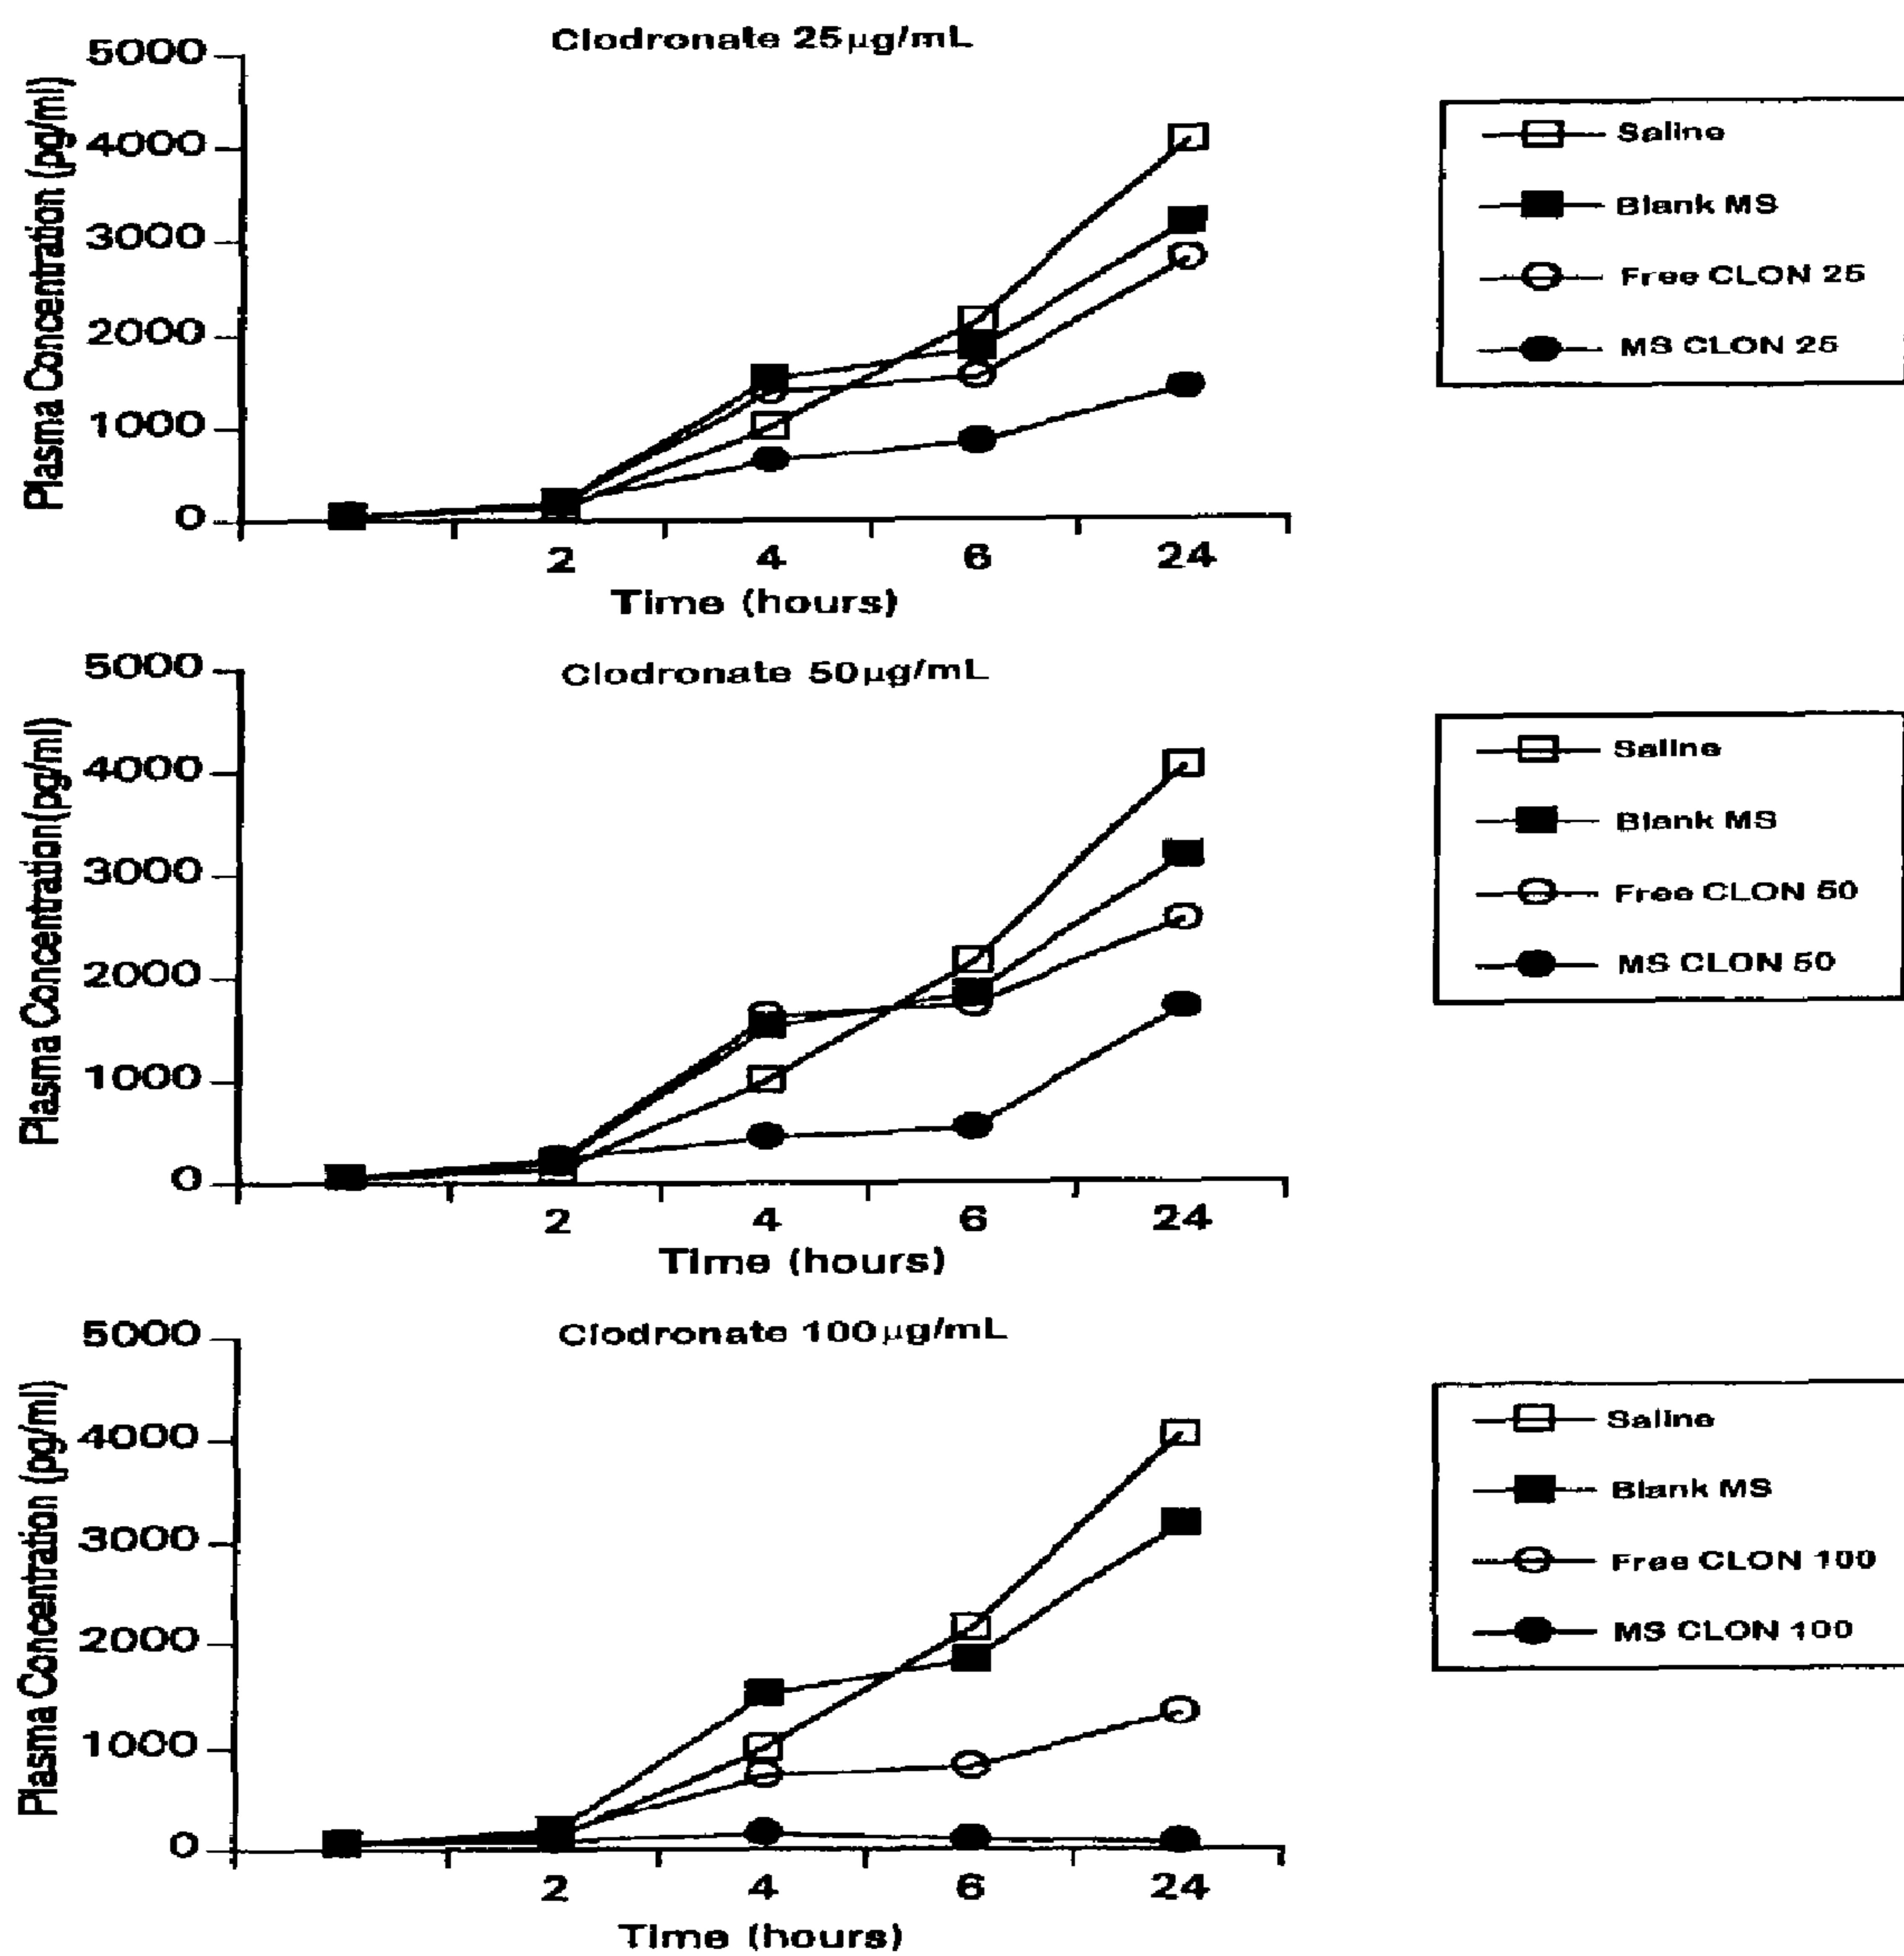 Clodronate 25µg/mL
Plasma Concentration (pg/ml)
5000
4000
3000
2000
1000
0
2 4 6 24
Time (hours)
Saline
Blank MS
Free CLON 25
MS CLON 25
Clodronate 50µg/mL
Plasma Concentration(pg/ml)
5000
4000
3000
2000
1000
0
2 4 6 24
Time (hours)
Saline
Blank MS
Free CLON 50
MS CLON 50
Clodronate 100µg/mL
Plasma Concentration (pg/ml)
5000
4000
3000
2000
1000
0
2 4 6 24
Time (hours)
Saline
Blank MS
Free CLON 100
MS CLON 100